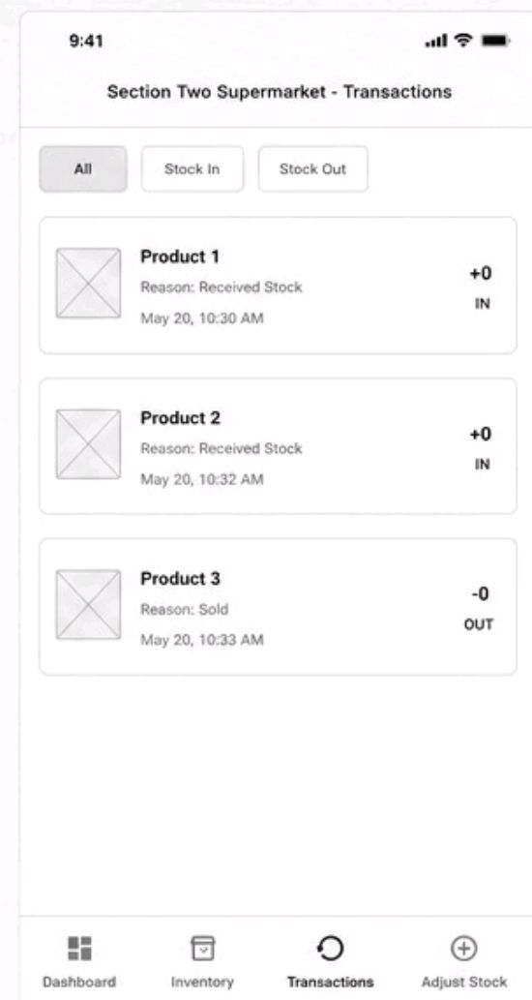 9:41
Section Two Supermarket - Transactions
All
Stock In
Stock Out
Product 1
Reason: Received Stock
May 20, 10:30 AM
+0
IN
Product 2
Reason: Received Stock
May 20, 10:32 AM
+0
IN
Product 3
Reason: Sold
May 20, 10:33 AM
-0
OUT
Dashboard
Inventory
Transactions
Adjust Stock